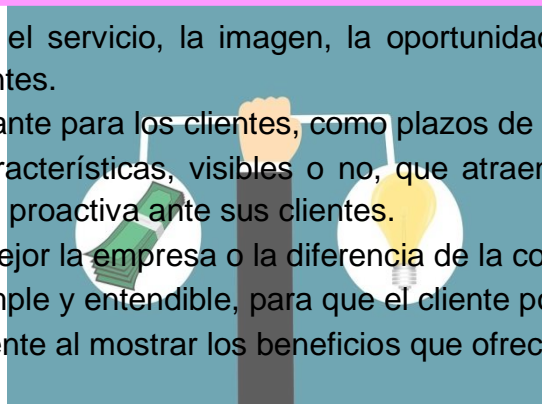 el servicio, la imagen, la oportunidad
ntes.
ante para los clientes, como plazos de
racterísticas, visibles o no, que atraen
proactiva ante sus clientes.
ejor la empresa o la diferencia de la co
mple y entendible, para que el cliente po
ente al mostrar los beneficios que ofrec